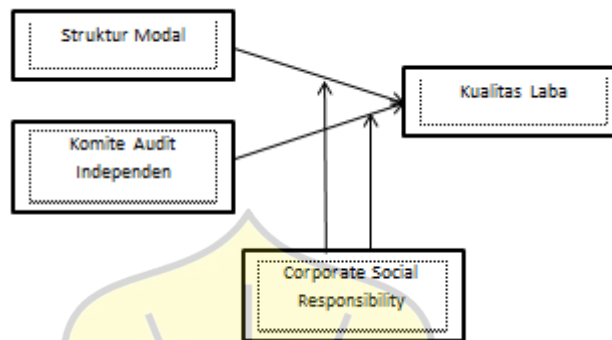 Struktur Modal
Kualitas Laba
Komite Audit
Independen
Corporate Social
Responsibility